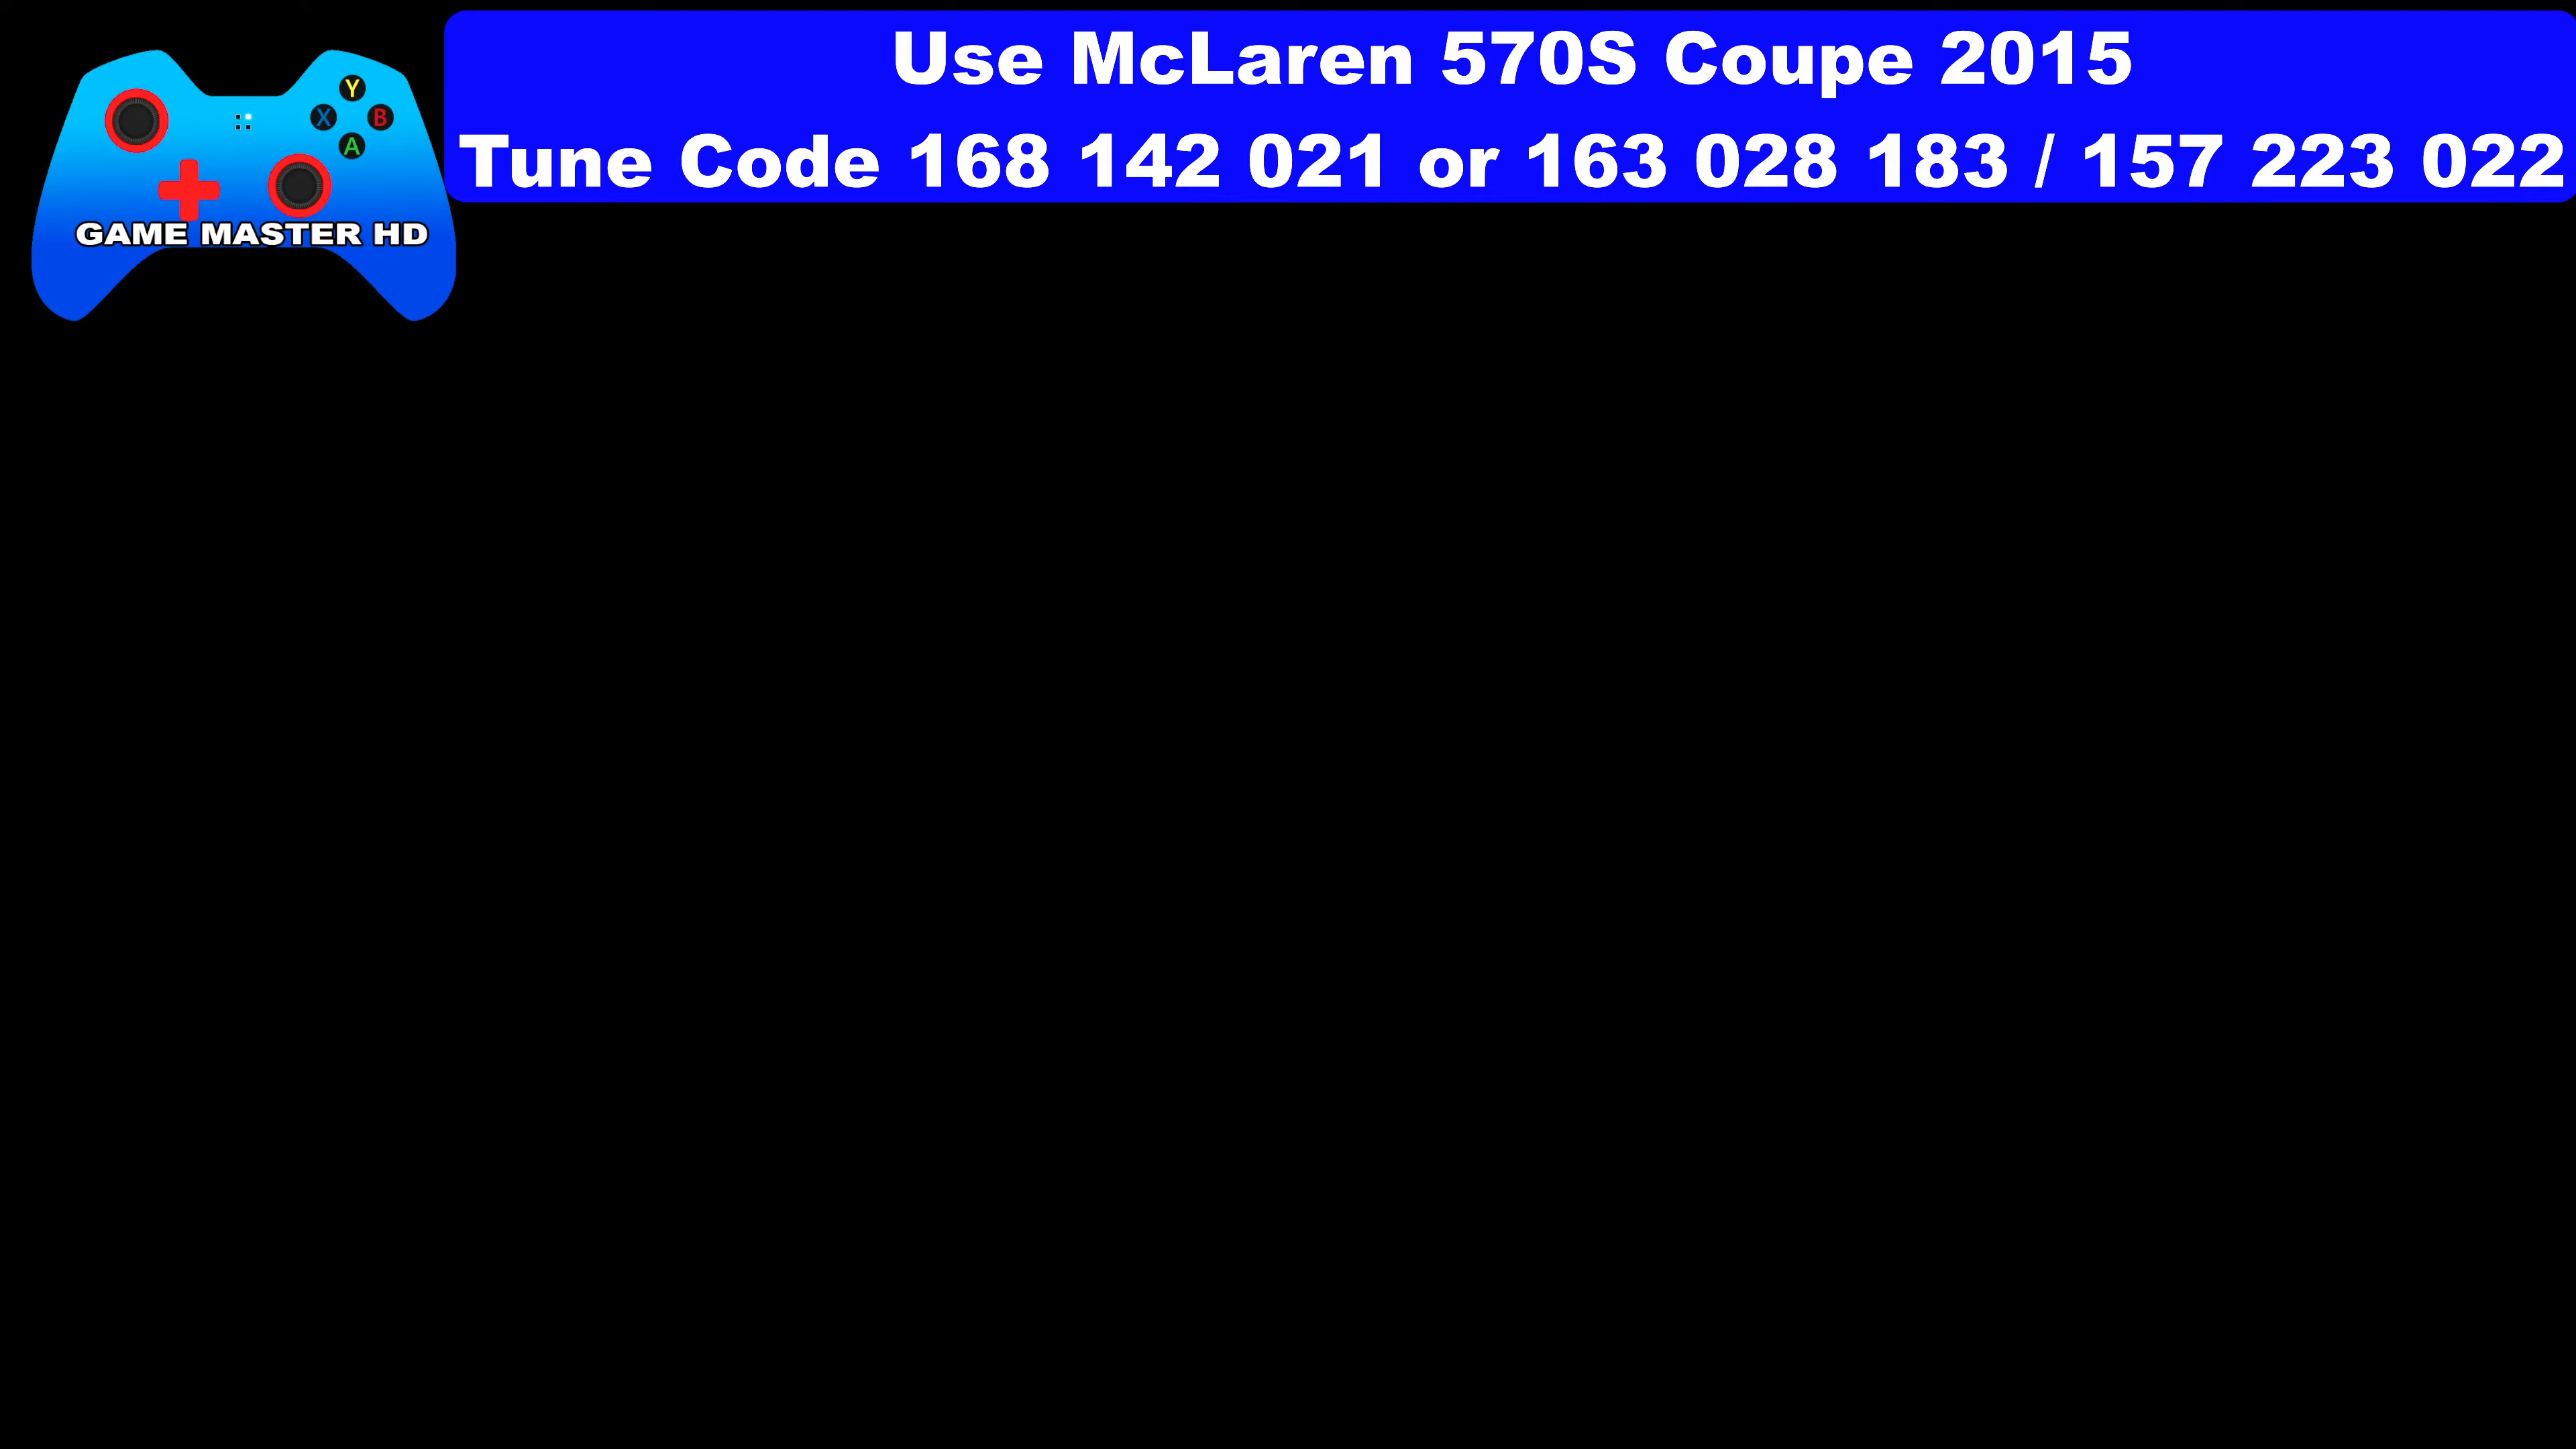 Use McLaren 570S Coupe 2015
Tune Code 168 142 021 or 163 028 183 / 157 223 022
Y
X B
A
GAME MASTER HD